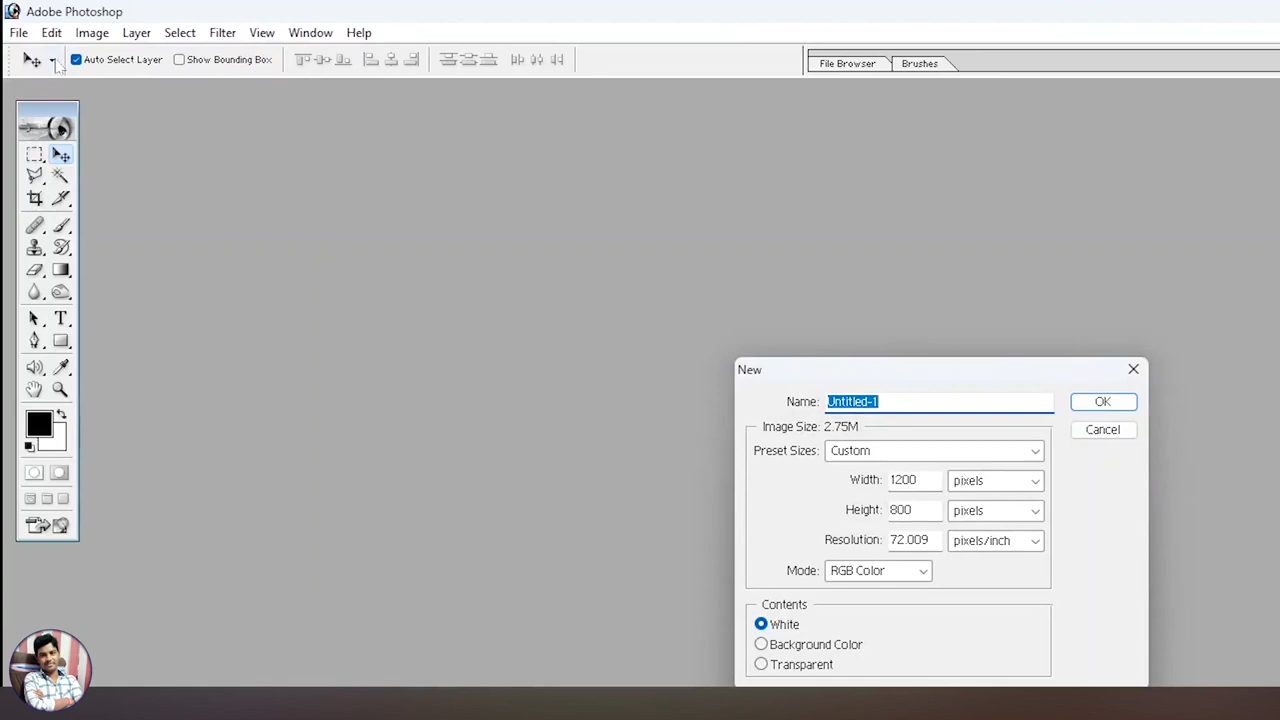 Adobe Photoshop
File Edit Image Layer Select Filter View Window Help
Auto Select Layer Show Bounding Box File Browser Brushes
T
New
Name: Untitled-1 OK
Image Size: 2.75M Cancel
Preset Sizes: Custom
Width: 1200 pixels
Height: 800 pixels
Resolution: 72.009 pixels/inch
Mode: RGB Color
Contents
White
Background Color
Transparent